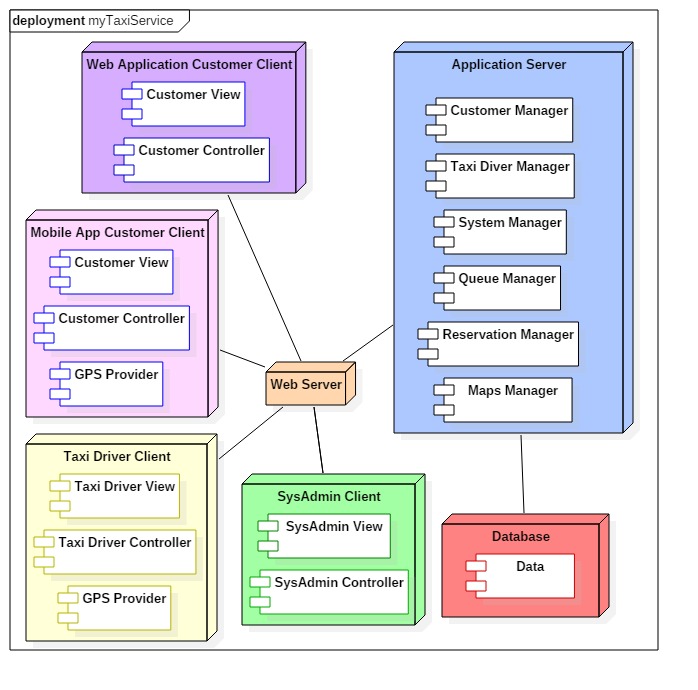 deployment myTaxiService
Web Application Customer Client
Customer View
Customer Controller
Mobile App Customer Client
Customer View
Customer Controller
GPS Provider
Taxi Driver Client
Taxi Driver View
Taxi Driver Controller
GPS Provider
Web Server
SysAdmin Client
SysAdmin View
SysAdmin Controller
Application Server
Customer Manager
Taxi Diver Manager
System Manager
Queue Manager
Reservation Manager
Maps Manager
Database
Data